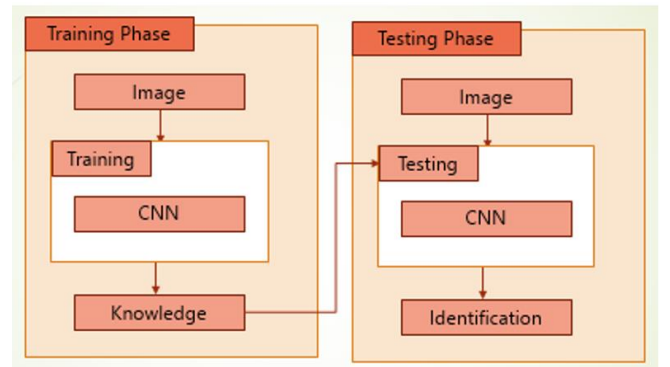 Training Phase
Image
Training
CNN
Knowledge
Testing Phase
Image
Testing
CNN
Identification